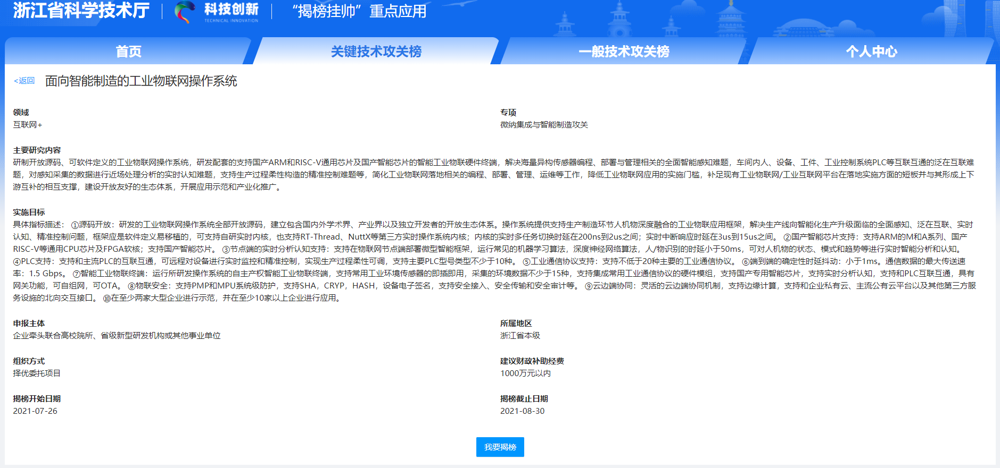 浙江省科学技术厅
科技创新
TECHNICAL INNOVATION
“揭榜挂帅”重点应用
首页
关键技术攻关榜
一般技术攻关榜
个人中心
<返回
面向智能制造的工业物联网操作系统
领域
专项
互联网+
微纳集成与智能制造攻关
主要研究内容
研制开放源码、可软件定义的工业物联网操作系统，研发配套的支持国产ARM和RISC-V通用芯片及国产智能芯片的智能工业物联硬件终端，解决海量异构传感器编程、部署与管理相关的全面智能感知难题，车间内人、设备、工件、工业控制系统PLC等互联互通的泛在互联难
题，对感知采集的数据进行近场处理分析的实时认知难题，支持生产过程柔性构造的精准控制难题等，简化工业物联网落地相关的编程、部署、管理、运维等工作，降低工业物联网应用的实施门槛，补足现有工业物联网/工业互联网平台在落地实施方面的短板并与其形成上下
游互补的相互支撑，建设开放友好的生态体系，开展应用示范和产业化推广。
实施目标
具体指标描述： ①源码开放：研发的工业物联网操作系统全部开放源码，建立包含国内外学术界、产业界以及独立开发者的开放生态体系。操作系统提供支持生产制造环节人机物深度融合的工业物联应用框架，解决生产线向智能化生产升级面临的全面感知、泛在互联、实时
认知、精准控制问题，框架应是软件定义易移植的，可支持自研实时内核，也支持RT-Thread、NuttX等第三方实时操作系统内核；内核的实时多任务切换时延在200ns到2us之间；实时中断响应时延在3us到15us之间。 ②国产智能芯片支持：支持ARM的M和A系列、国产
RISC-V等通用CPU芯片及FPGA软核；支持国产智能芯片。 ③节点端的实时分析认知支持：支持在物联网节点端部署微型智能框架，运行常见的机器学习算法，深度神经网络算法，人/物识别的时延小于50ms，可对人机物的状态、模式和趋势等进行实时智能分析和认知。
④PLC支持：支持和主流PLC的互联互通，可远程对设备进行实时监控和精准控制，实现生产过程柔性可调，支持主要PLC型号类型不少于10种。 ⑤工业通信协议支持：支持不低于20种主要的工业通信协议。 ⑥端到端的确定性时延抖动：小于1ms。通信数据的最大传送速
率：1.5 Gbps。 ⑦智能工业物联终端：运行所研发操作系统的自主产权智能工业物联终端，支持常用工业环境传感器的即插即用，采集的环境数据不少于15种，支持集成常用工业通信协议的硬件模组，支持国产专用智能芯片，支持实时分析认知，支持和PLC互联互通，具有
网关功能，可自组网，可OTA。 ⑧物联安全：支持PMP和MPU系统级防护，支持SHA，CRYP，HASH，设备电子签名，支持安全接入、安全传输和安全审计等。 ⑨云边端协同：灵活的云边端协同机制，支持边缘计算，支持和企业私有云、主流公有云平台以及其他第三方服
务设施的北向交互接口。 ⑩在至少两家大型企业进行示范，并在至少10家以上企业进行应用。
申报主体
所属地区
企业牵头联合高校院所、省级新型研发机构或其他事业单位
浙江省本级
组织方式
建议财政补助经费
择优委托项目
1000万元以内
揭榜开始日期
揭榜截止日期
2021-07-26
2021-08-30
我要揭榜